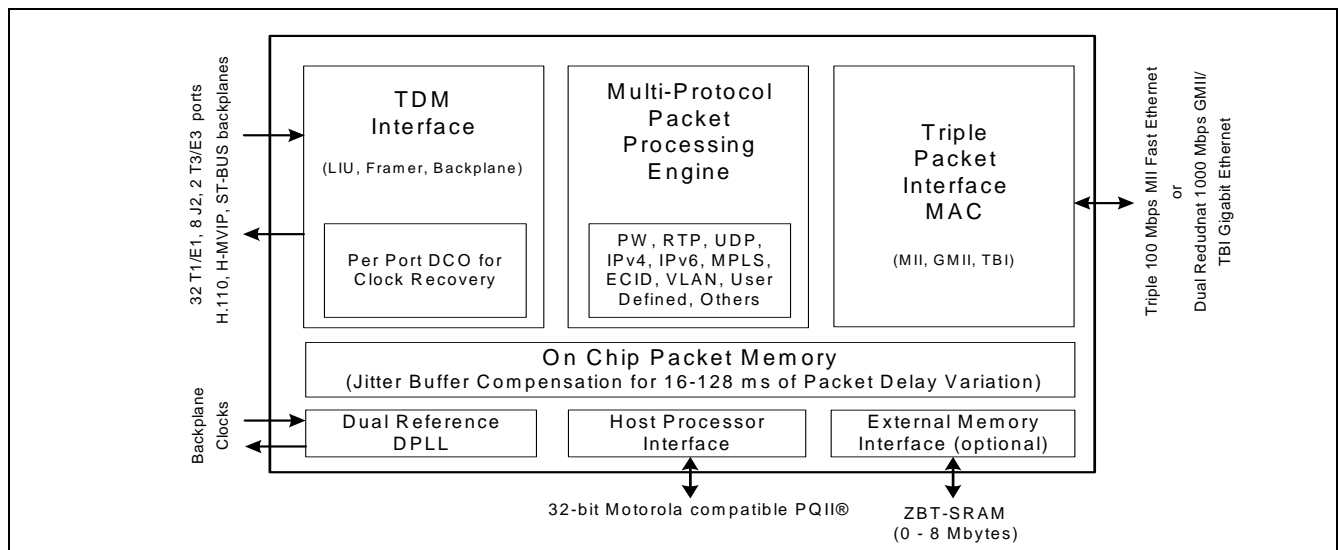 32 T1/E1, 8 J2, 2 T3/E3 ports
H.110, H-MVIP, ST-BUS backplanes
TDM
Interface
(LIU, Framer, Backplane)
Per Port DCO for
Clock Recovery
Multi-Protocol
Packet
Processing
Engine
PW, RTP, UDP,
IPv4, IPv6, MPLS,
ECID, VLAN, User
Defined, Others
Triple
Packet
Interface
MAC
(MII, GMII, TBI)
Triple 100 Mbps MII Fast Ethernet
or
Dual Redudnat 1000 Mbps GMII/
TBI Gigabit Ethernet
On Chip Packet Memory
(Jitter Buffer Compensation for 16-128 ms of Packet Delay Variation)
Backplane
Clocks
Dual Reference
DPLL
Host Processor
Interface
External Memory
Interface (optional)
32-bit Motorola compatible PQII®
ZBT-SRAM
(0 - 8 Mbytes)